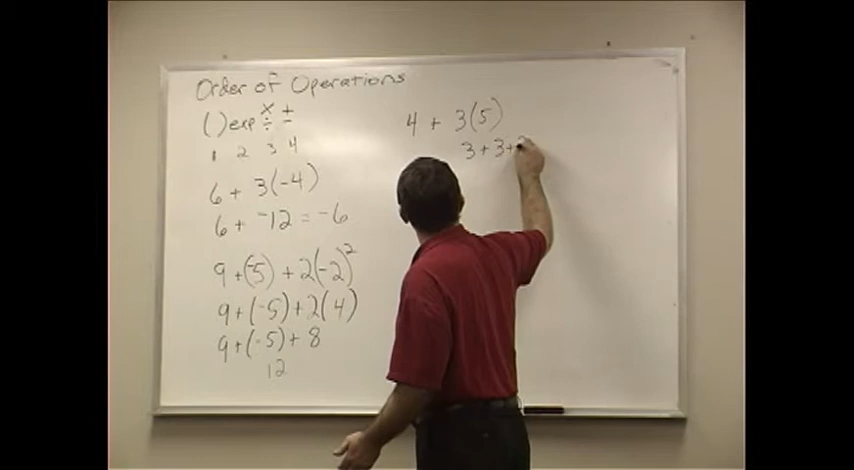 Order of Operations
( ) exp × ÷ + −
1 2 3 4
6 + 3(-4)
6 + -12 = -6
9 + (-5) + 2(-2)²
9 + (-5) + 2(4)
9 + (-5) + 8
12
4 + 3(5)
3 + 3 +